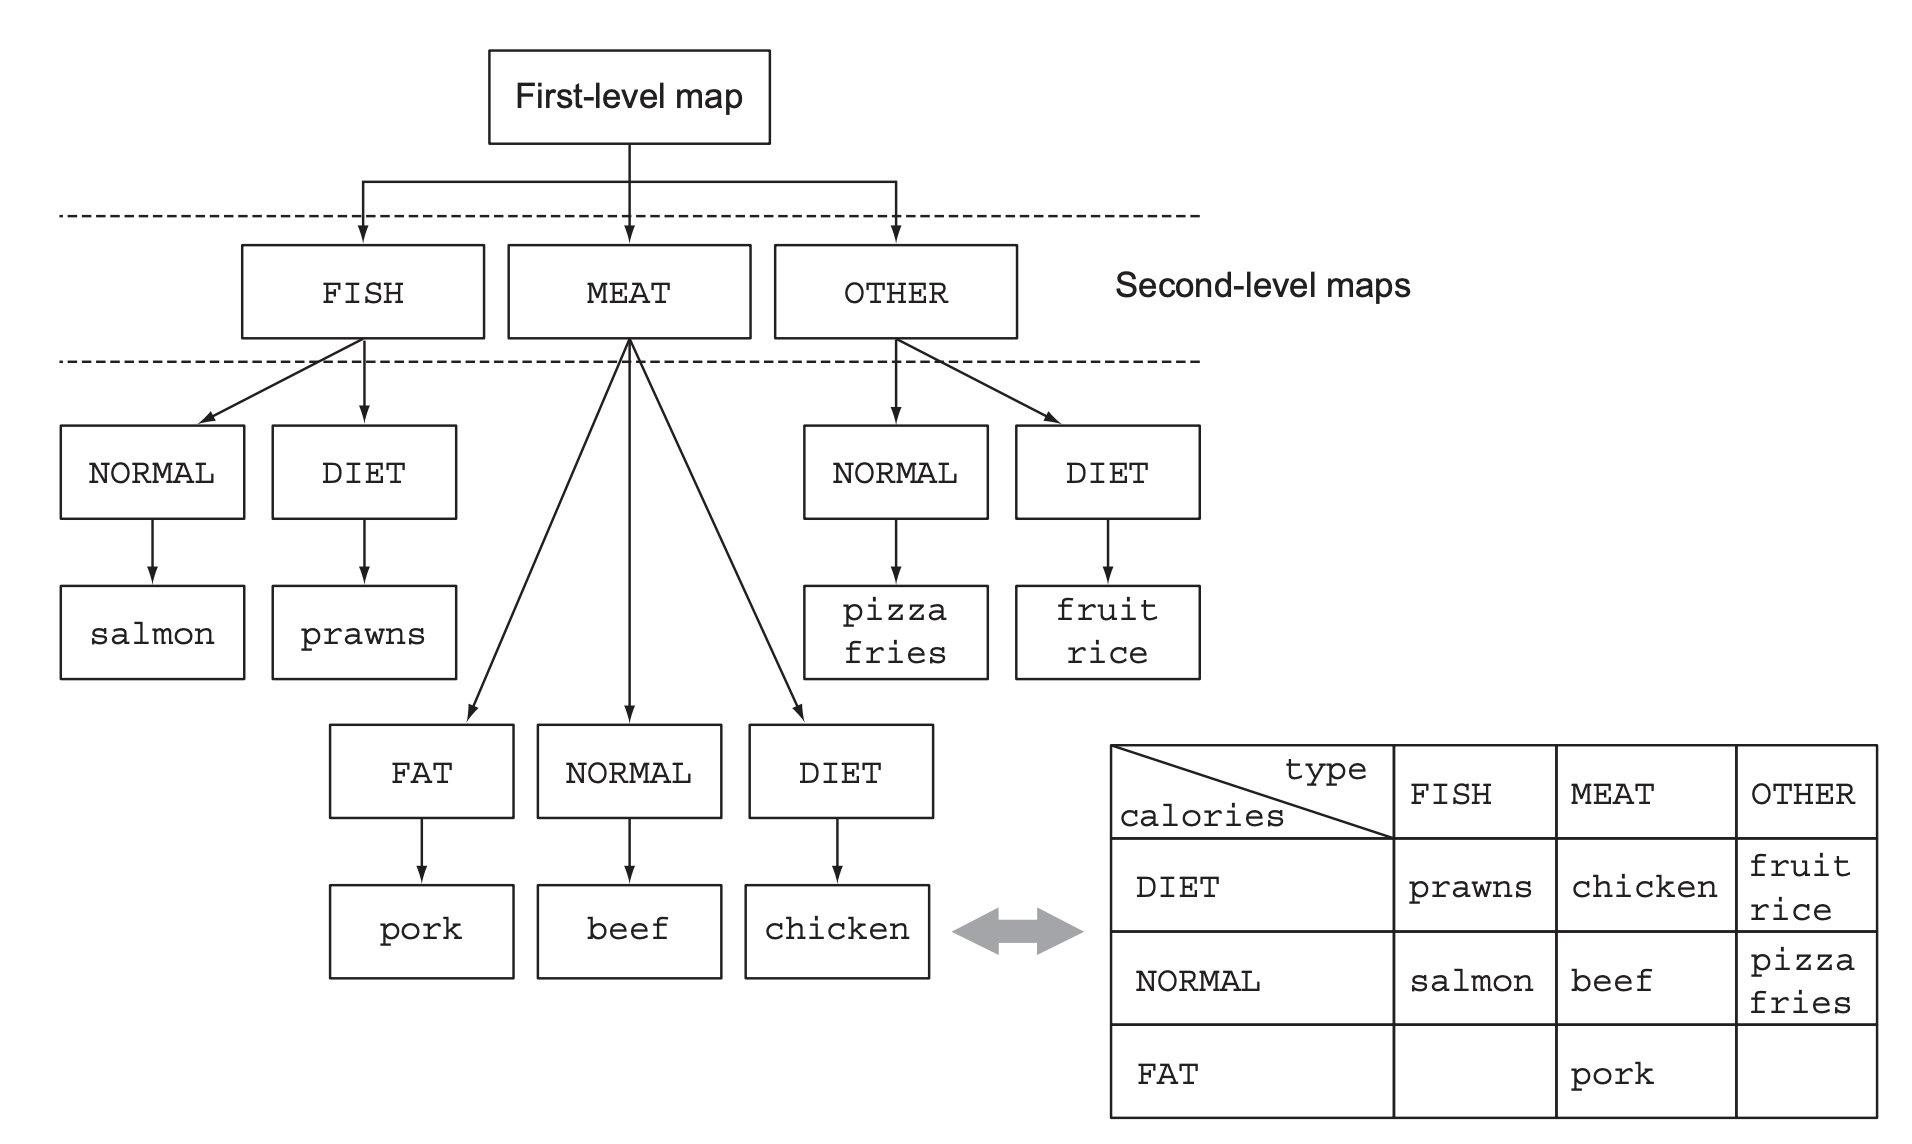 First-level map
FISH
MEAT
OTHER
Second-level maps
NORMAL
DIET
NORMAL
DIET
salmon
prawns
pizza
fries
fruit
rice
FAT
NORMAL
DIET
pork
beef
chicken
type
calories
FISH
MEAT
OTHER
DIET
prawns
chicken
fruit
rice
NORMAL
salmon
beef
pizza
fries
FAT
pork